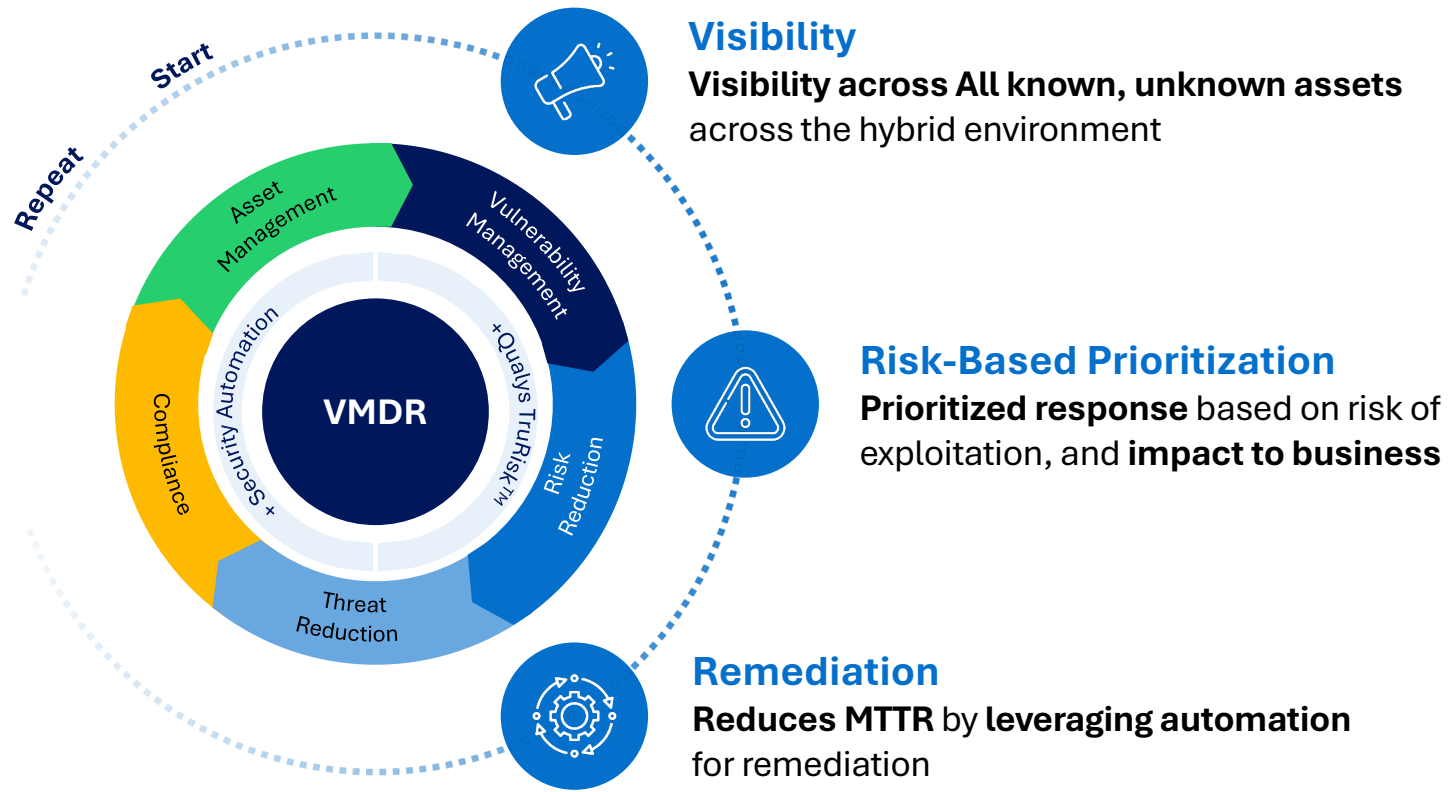 Start
Repeat
Visibility
Visibility across All known, unknown assets
across the hybrid environment
Asset
Management
Vulnerability
Management
Risk
Reduction
Threat
Reduction
Compliance
+ Security Automation
+Qualys TruRisk™
VMDR
Risk-Based Prioritization
Prioritized response based on risk of
exploitation, and impact to business
Remediation
Reduces MTTR by leveraging automation
for remediation